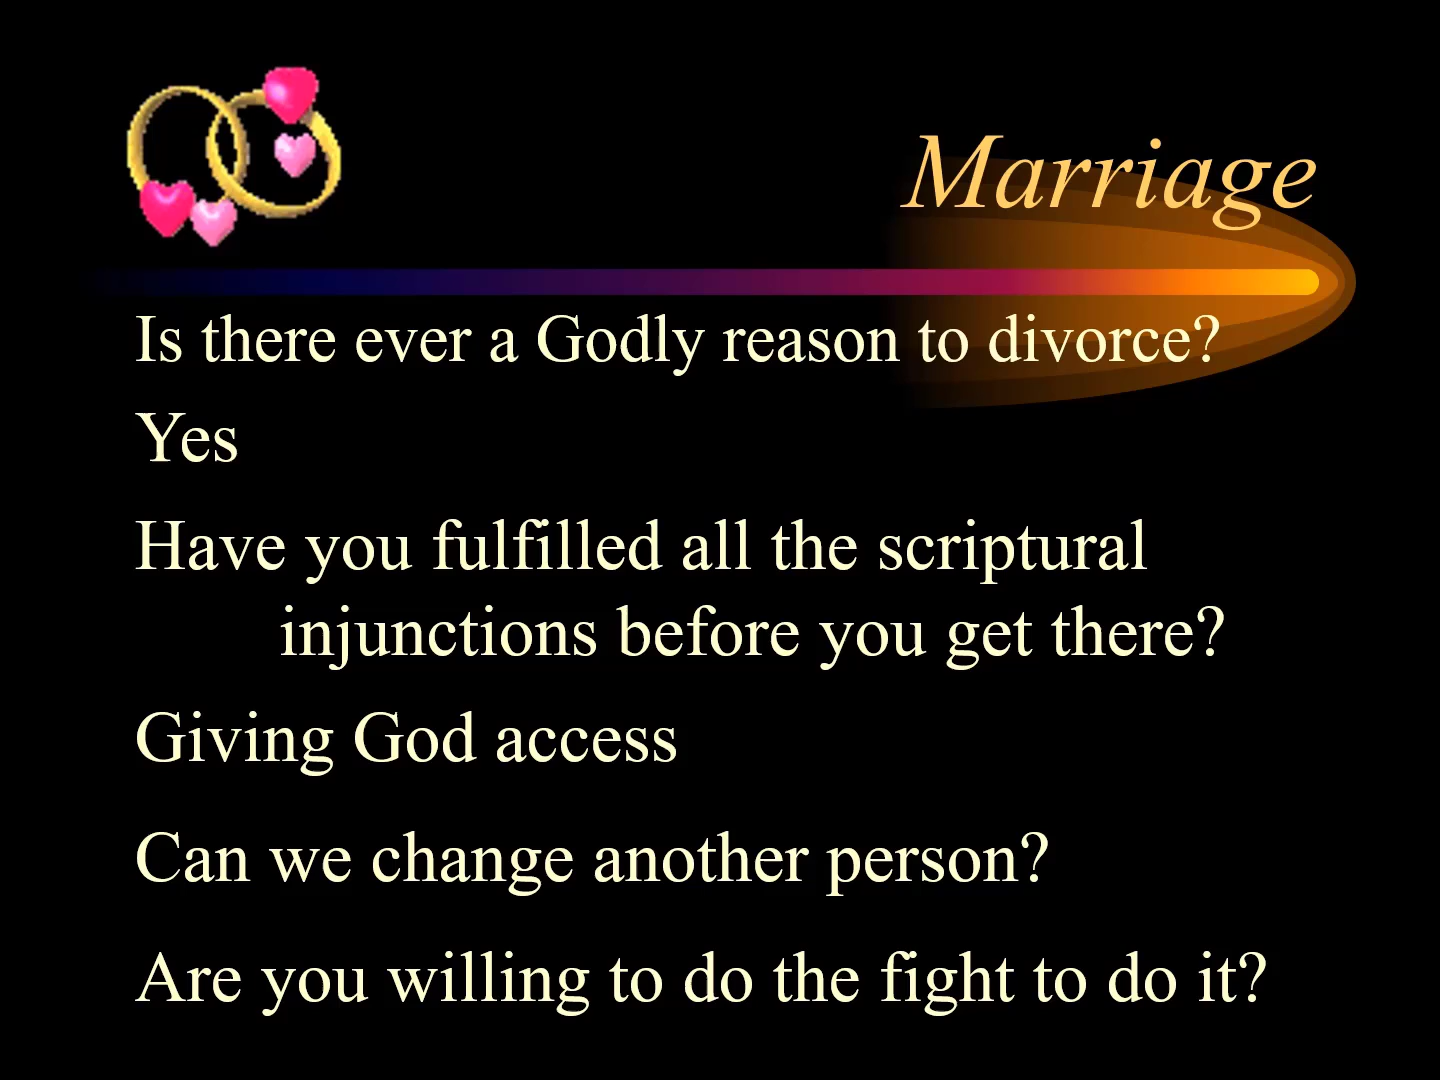 Marriage
Is there ever a Godly reason to divorce?
Yes
Have you fulfilled all the scriptural
injunctions before you get there?
Giving God access
Can we change another person?
Are you willing to do the fight to do it?